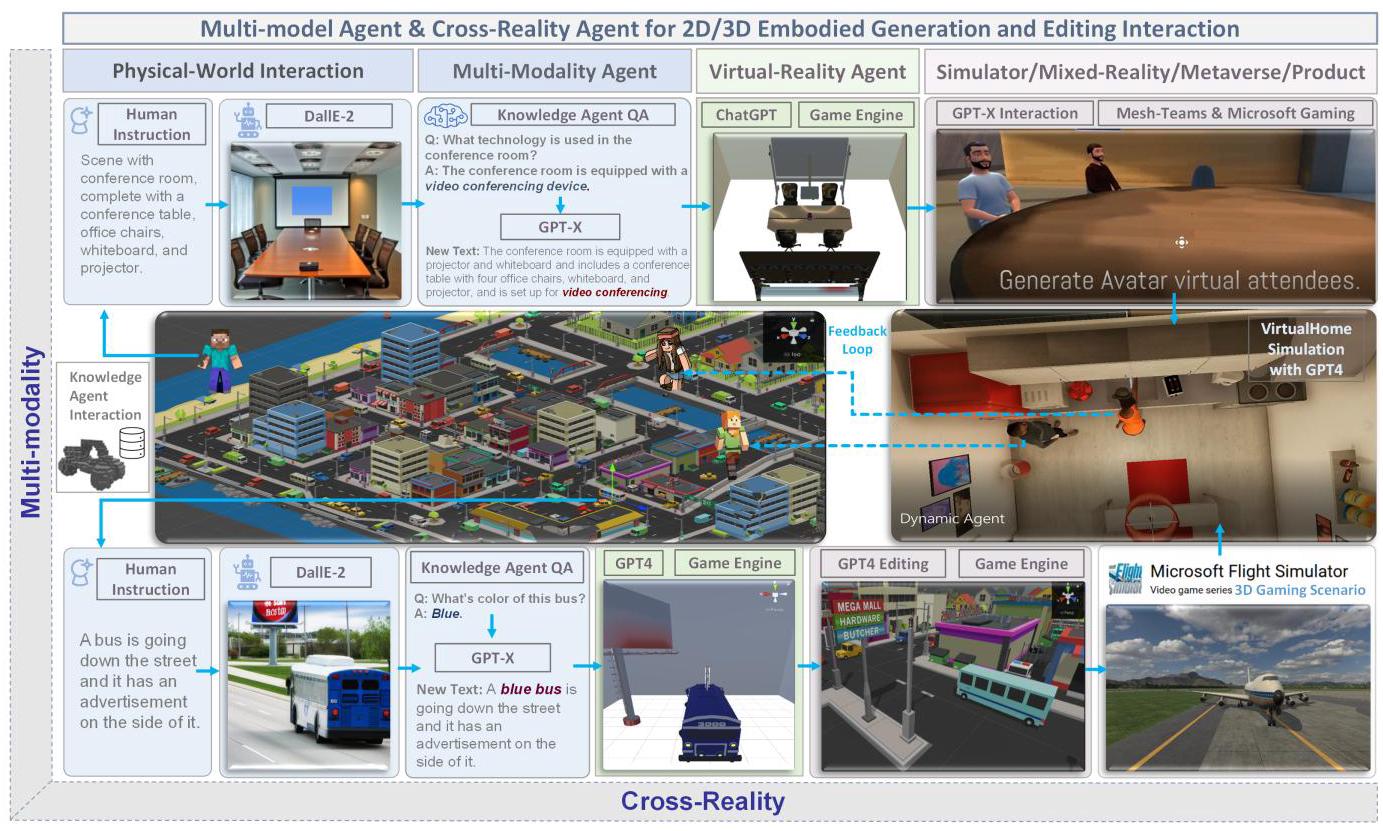 Multi-model Agent & Cross-Reality Agent for 2D/3D Embodied Generation and Editing Interaction
Physical-World Interaction
Multi-Modality Agent
Virtual-Reality Agent
Simulator/Mixed-Reality/Metaverse/Product
Human
Instruction
Scene with
conference room,
complete with a
conference table,
office chairs,
whiteboard, and
projector.
DallE-2
Knowledge Agent QA
Q: What technology is used in the
conference room?
A: The conference room is equipped with a
video conferencing device.
GPT-X
New Text: The conference room is equipped with a
projector and whiteboard and includes a conference
table with four office chairs, whiteboard, and
projector, and is set up for video conferencing.
ChatGPT
Game Engine
GPT-X Interaction
Mesh-Teams & Microsoft Gaming
Generate Avatar virtual attendees.
Multi-modality
Knowledge
Agent
Interaction
Feedback
Loop
VirtualHome
Simulation
with GPT4
Dynamic Agent
Human
Instruction
A bus is going
down the street
and it has an
advertisement
on the side of it.
DallE-2
Knowledge Agent QA
Q: What's color of this bus?
A: Blue.
GPT-X
New Text: A blue bus is
going down the street
and it has an
advertisement on the
side of it.
GPT4
Game Engine
GPT4 Editing
Game Engine
MEGA MALL
HARDWARE
BUTCHER
Flight
Simulator
Microsoft Flight Simulator
Video game series 3D Gaming Scenario
Cross-Reality